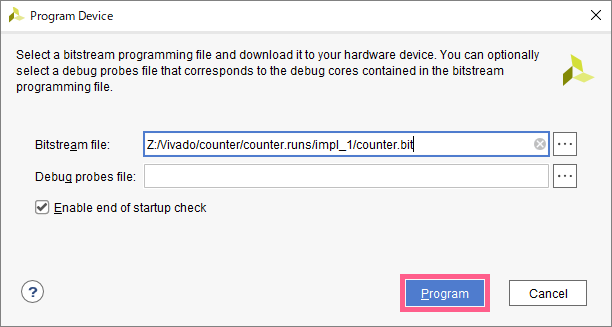 Program Device
Select a bitstream programming file and download it to your hardware device. You can optionally
select a debug probes file that corresponds to the debug cores contained in the bitstream
programming file.
Bitstream file: Z:/Vivado/counter/counter.runs/impl_1/counter.bit
Debug probes file:
Enable end of startup check
? Program Cancel